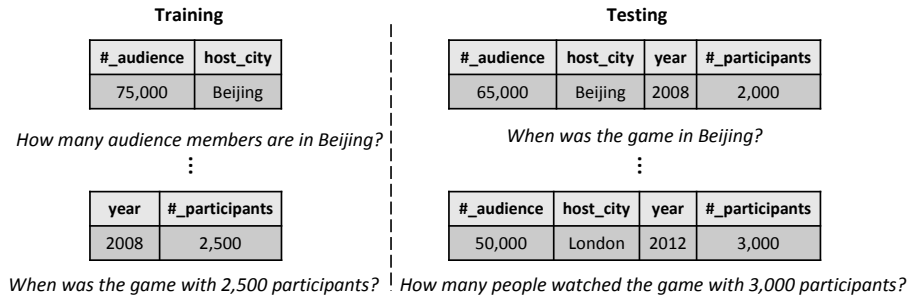 Training
#_audience host_city
75,000 Beijing
How many audience members are in Beijing?
⋮
year #_participants
2008 2,500
When was the game with 2,500 participants?
Testing
#_audience host_city year #_participants
65,000 Beijing 2008 2,000
When was the game in Beijing?
⋮
#_audience host_city year #_participants
50,000 London 2012 3,000
How many people watched the game with 3,000 participants?